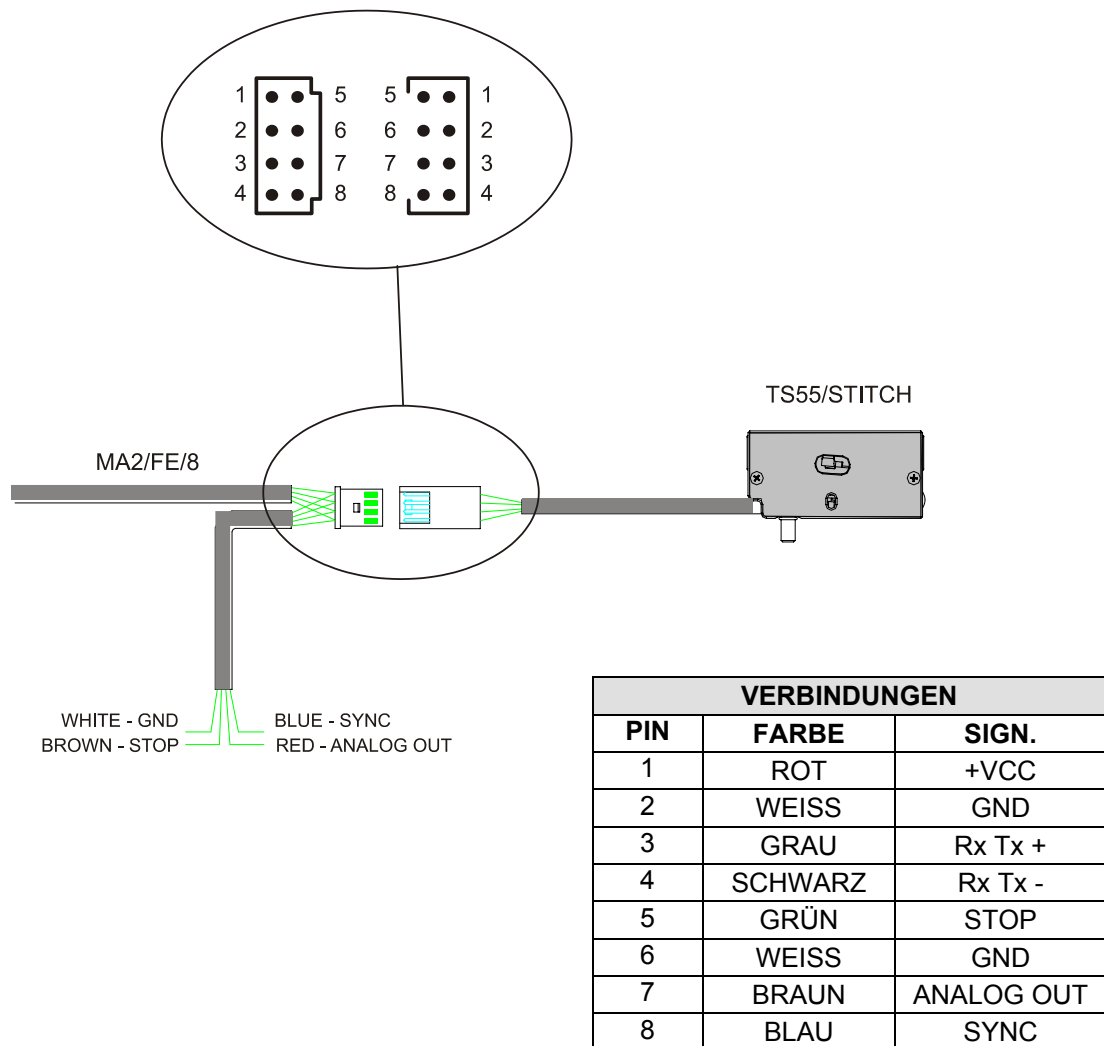 1 5 5 1
2 6 6 2
3 7 7 3
4 8 8 4
TS55/STITCH
MA2/FE/8
WHITE - GND BLUE - SYNC
BROWN - STOP RED - ANALOG OUT
VERBINDUNGEN
PIN FARBE SIGN.
1 ROT +VCC
2 WEISS GND
3 GRAU Rx Tx +
4 SCHWARZ Rx Tx -
5 GRÜN STOP
6 WEISS GND
7 BRAUN ANALOG OUT
8 BLAU SYNC